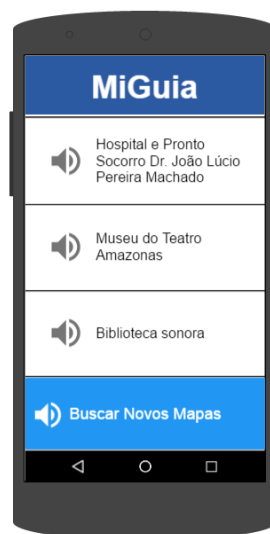 MiGuia
Hospital e Pronto
Socorro Dr. João Lúcio
Pereira Machado
Museu do Teatro
Amazonas
Biblioteca sonora
Buscar Novos Mapas